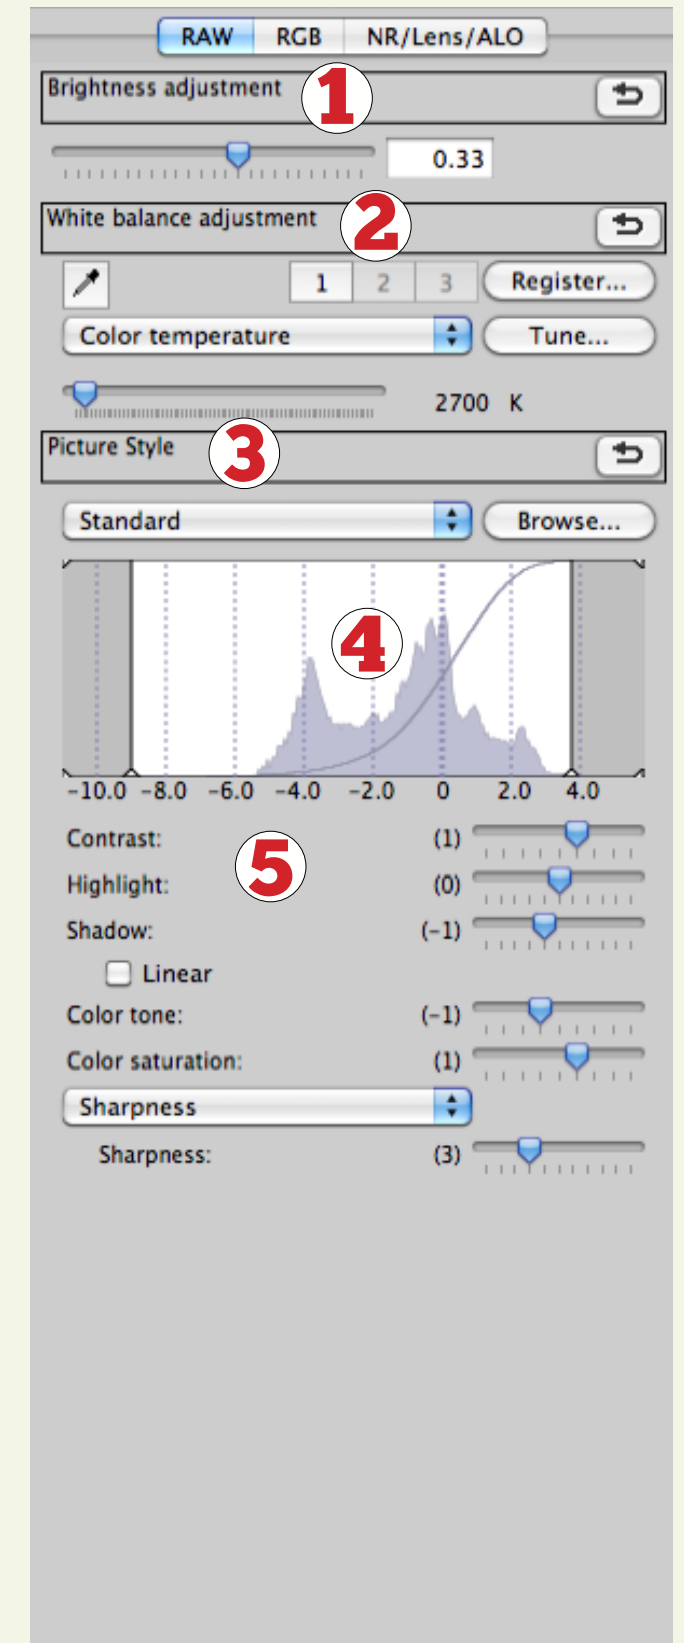 RAW RGB NR/Lens/ALO
Brightness adjustment 1
0.33
White balance adjustment 2
1 2 3 Register...
Color temperature Tune...
2700 K
Picture Style 3
Standard Browse...
4
-10.0 -8.0 -6.0 -4.0 -2.0 0 2.0 4.0
Contrast: 5 (1)
Highlight: (0)
Shadow: (-1)
Linear
Color tone: (-1)
Color saturation: (1)
Sharpness
Sharpness: (3)